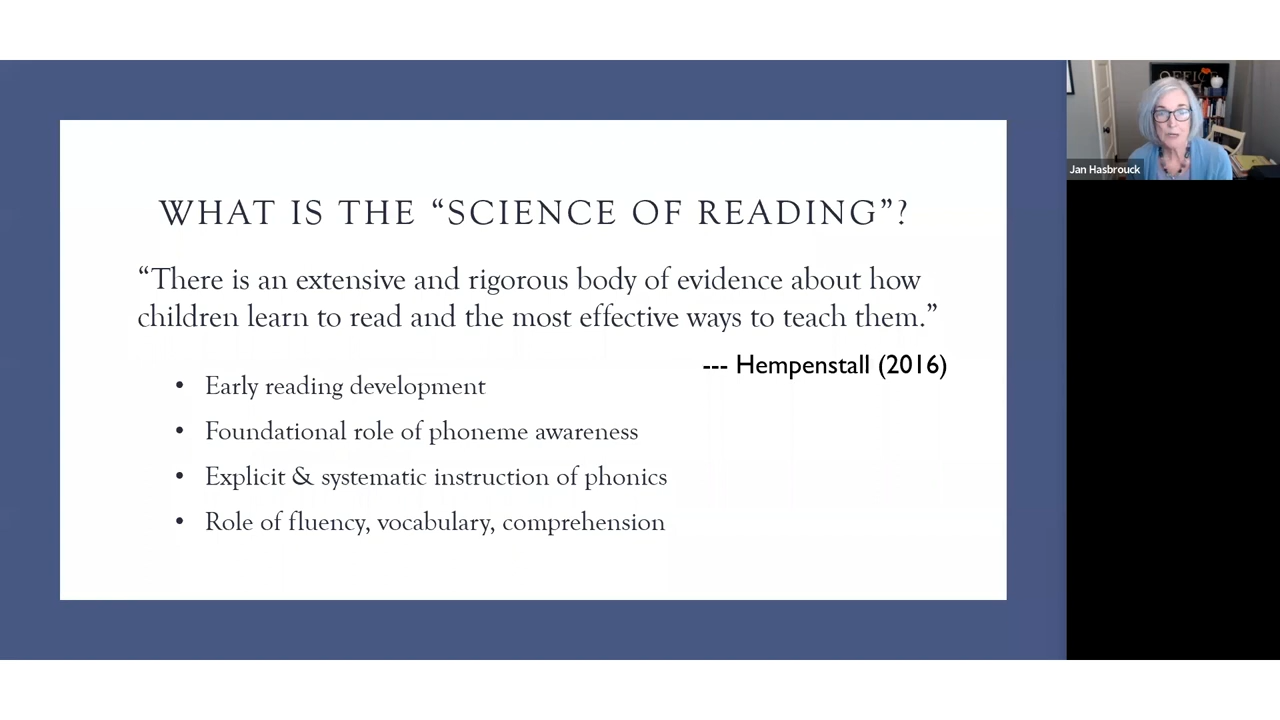 WHAT IS THE “SCIENCE OF READING”?
“There is an extensive and rigorous body of evidence about how
children learn to read and the most effective ways to teach them.”
--- Hempenstall (2016)
• Early reading development
• Foundational role of phoneme awareness
• Explicit & systematic instruction of phonics
• Role of fluency, vocabulary, comprehension
OFFICE
Jan Hasbrouck